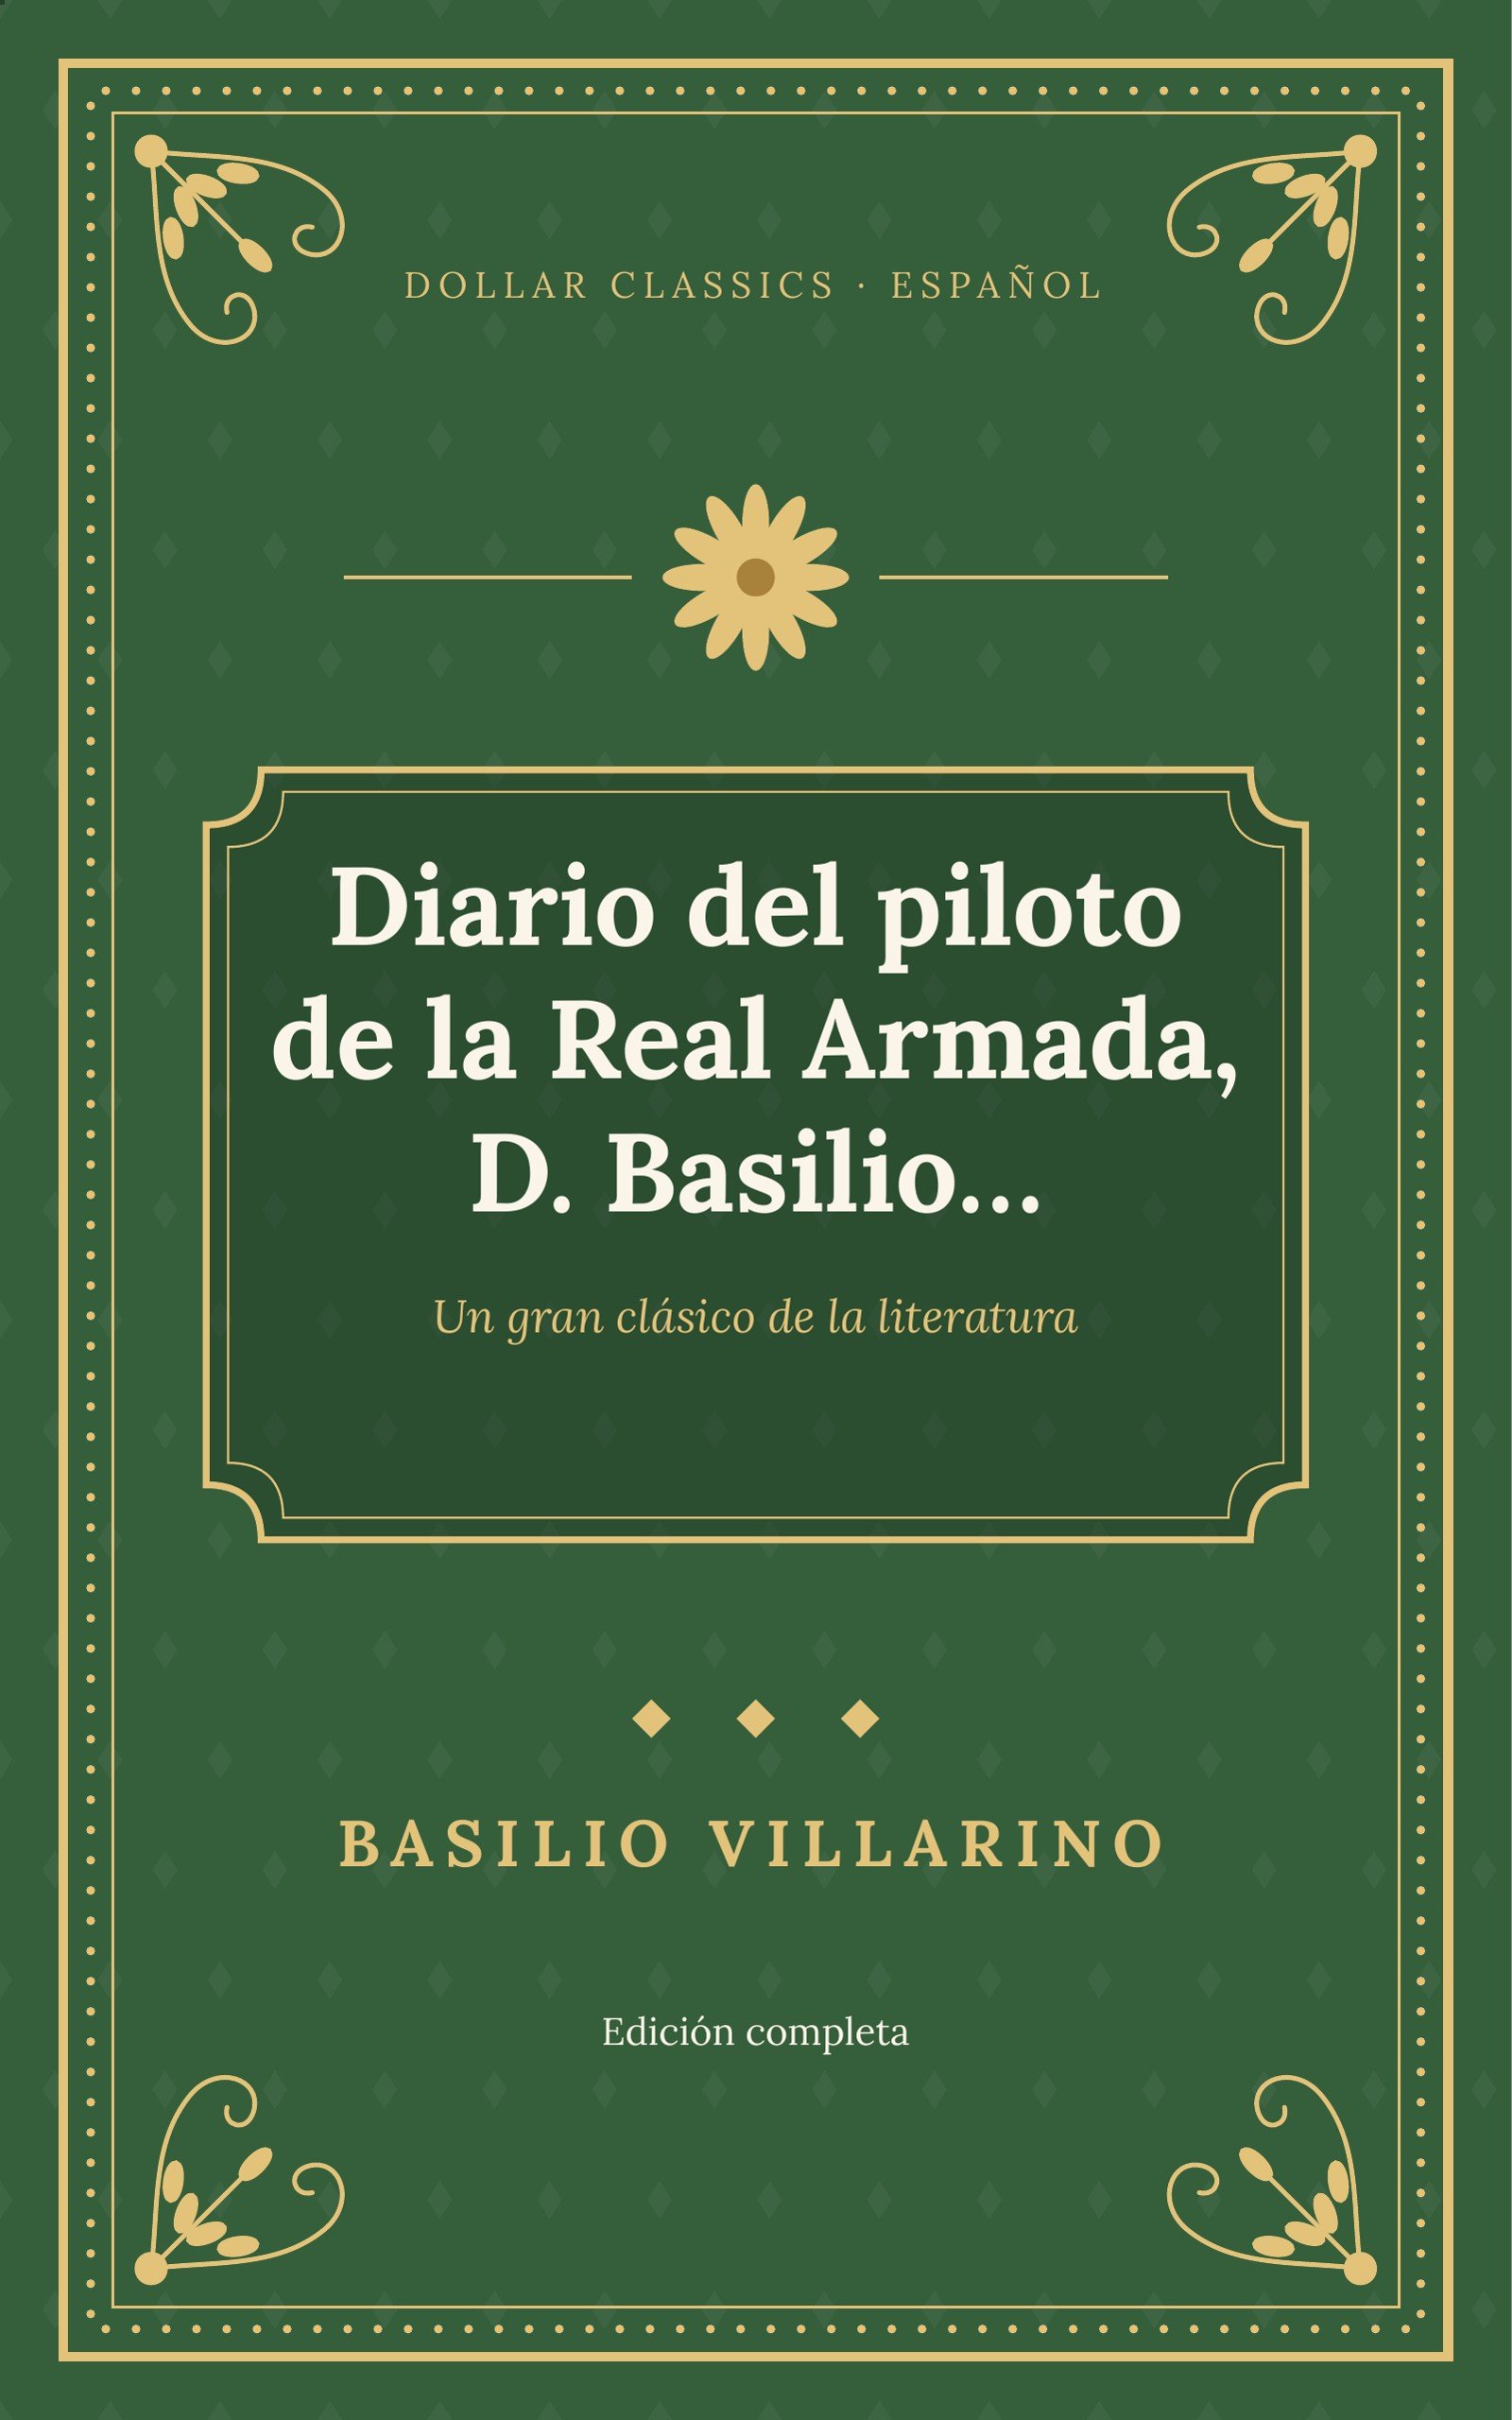 DOLLAR CLASSICS · ESPAÑOL
Diario del piloto
de la Real Armada,
D. Basilio...
Un gran clásico de la literatura
BASILIO VILLARINO
Edición completa